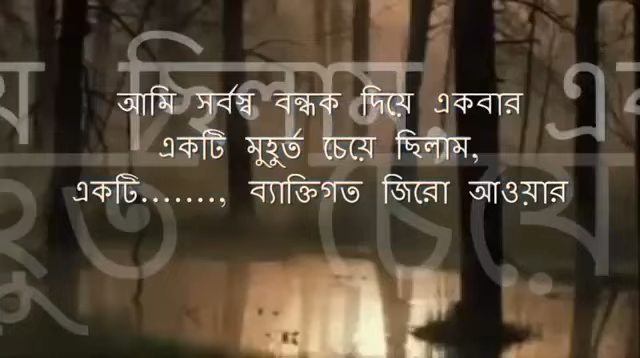 আমি সর্বস্ব বন্ধক দিয়ে একবার
একটি মুহূর্ত চেয়ে ছিলাম,
একটি......., ব্যাক্তিগত জিরো আওয়ার